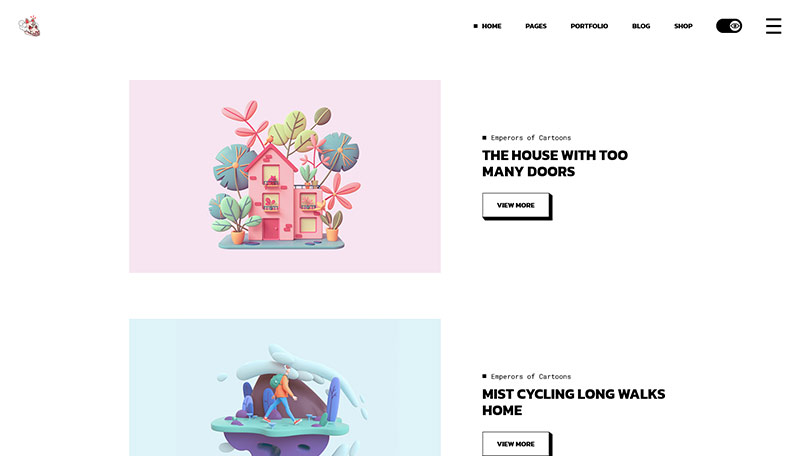 HOME
PAGES
PORTFOLIO
BLOG
SHOP
Emperors of Cartoons
THE HOUSE WITH TOO
MANY DOORS
VIEW MORE
Emperors of Cartoons
MIST CYCLING LONG WALKS
HOME
VIEW MORE